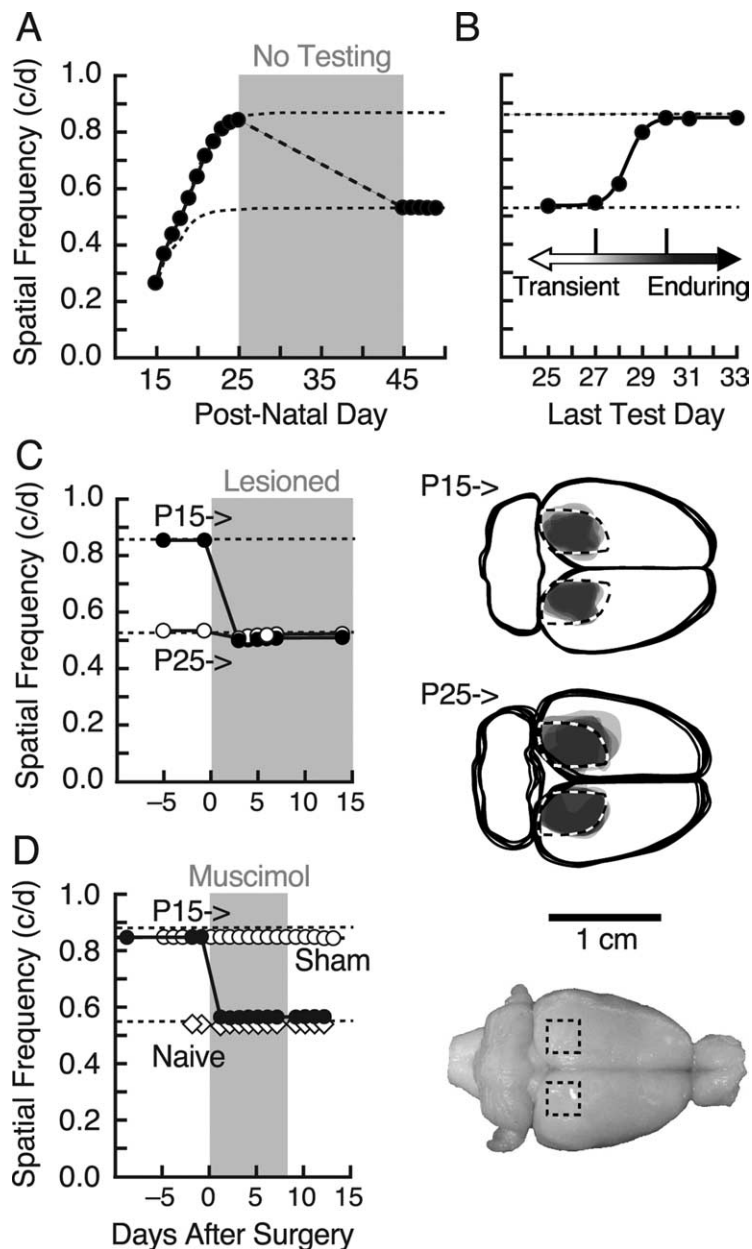 A
No Testing
Spatial Frequency (c/d)
1.0
0.8
0.6
0.4
0.2
0.0
15 25 35 45
Post-Natal Day
B
Transient Enduring
25 27 29 31 33
Last Test Day
C
Lesioned
Spatial Frequency (c/d)
1.0
0.8
0.6
0.4
0.2
0.0
P15->
P25->
–5 0 5 10 15
P15->
P25->
D
Muscimol
Spatial Frequency (c/d)
1.0
0.8
0.6
0.4
0.2
0.0
P15->
Sham
Naive
–5 0 5 10 15
Days After Surgery
1 cm